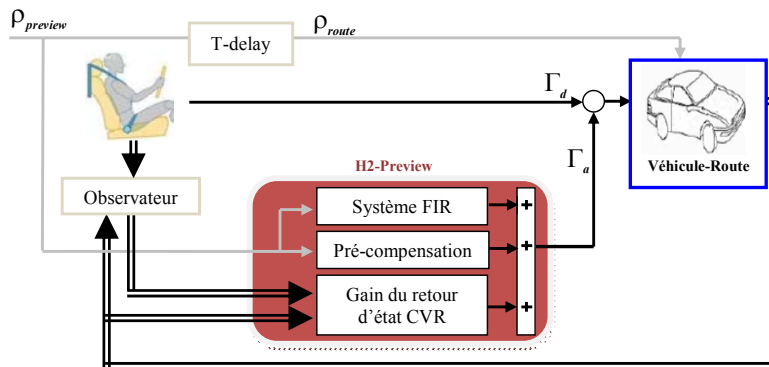 ρpreview
T-delay
ρroute
Γd
Γa
Véhicule-Route
H2-Preview
Observateur
Système FIR
+
Pré-compensation
+
Gain du retour
d'état CVR
+